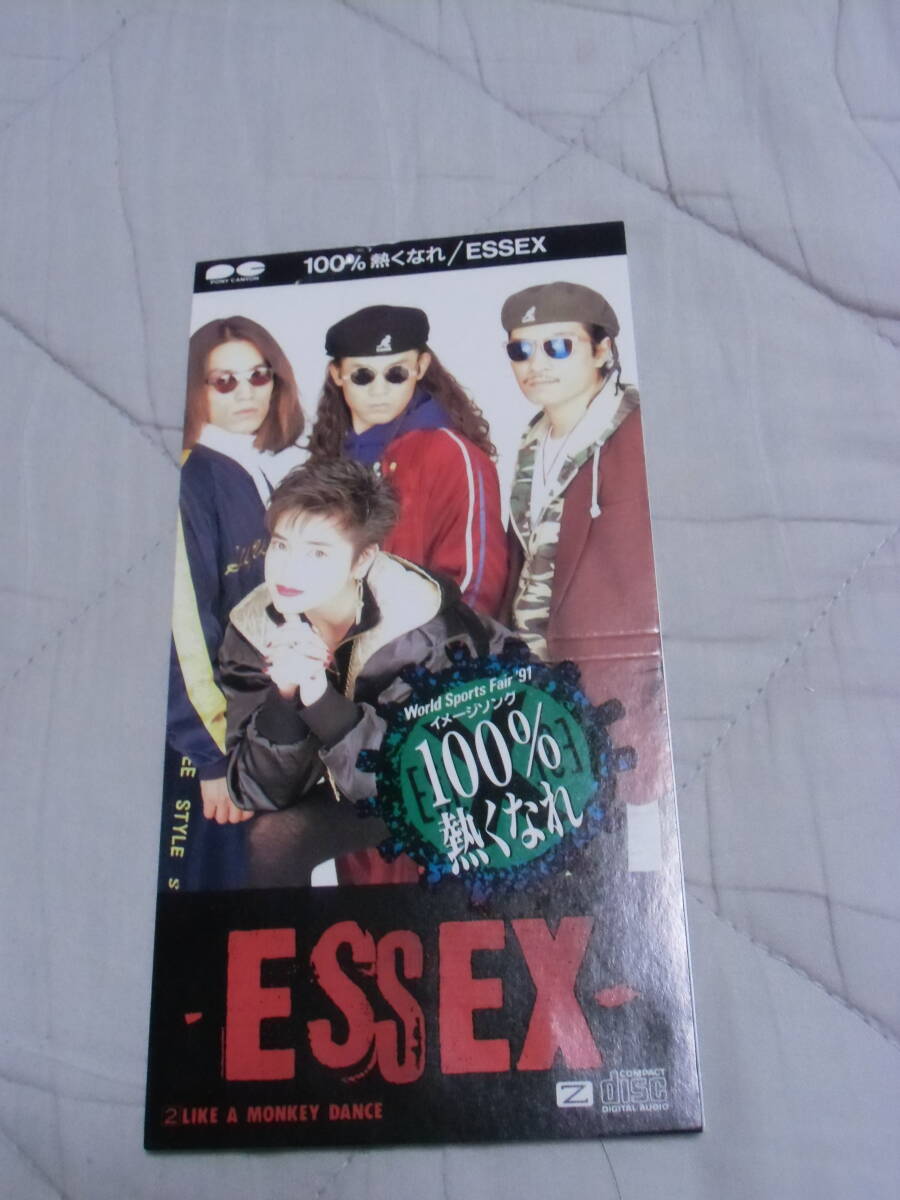 PONY CANYON
100% 熱くなれ/ESSEX
World Sports Fair '91
イメージソング
100%
熱くなれ
STYLE S
ESSEX
2 LIKE A MONKEY DANCE
Z
COMPACT
disc
DIGITAL AUDIO